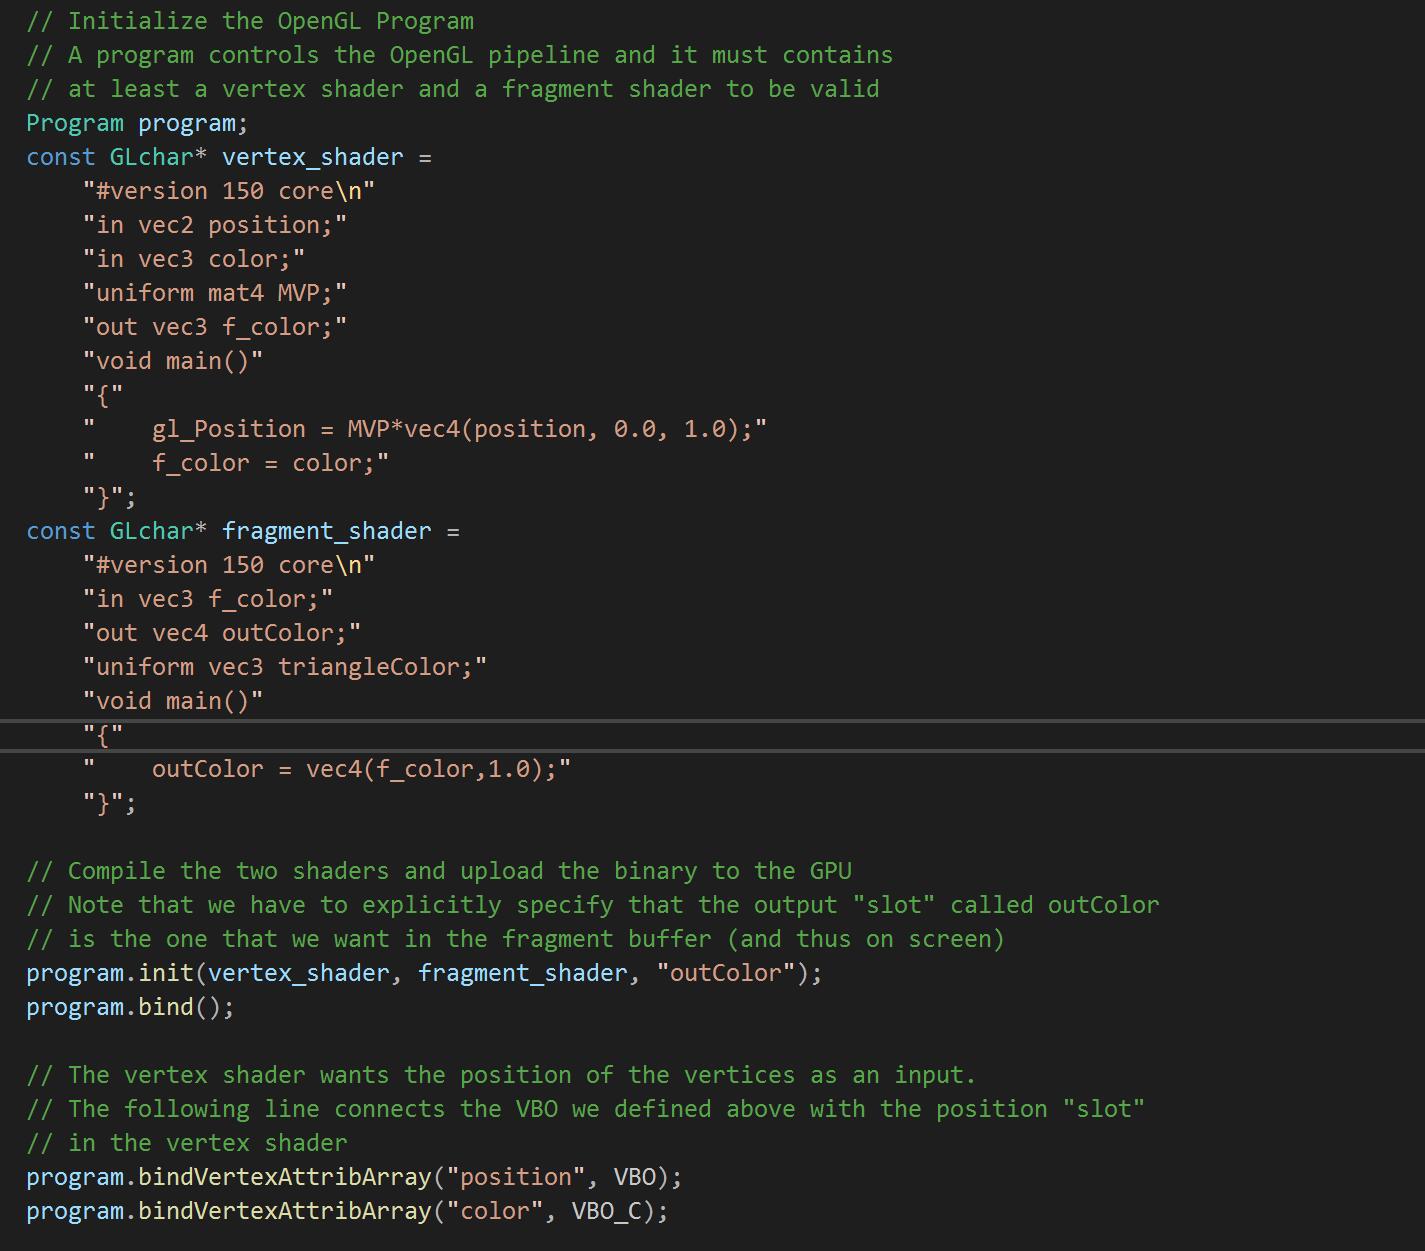 // Initialize the OpenGL Program
// A program controls the OpenGL pipeline and it must contains
// at least a vertex shader and a fragment shader to be valid
Program program;
const GLchar* vertex_shader =
    "#version 150 core\n"
    "in vec2 position;"
    "in vec3 color;"
    "uniform mat4 MVP;"
    "out vec3 f_color;"
    "void main()"
    "{"
    "    gl_Position = MVP*vec4(position, 0.0, 1.0);"
    "    f_color = color;"
    "}";
const GLchar* fragment_shader =
    "#version 150 core\n"
    "in vec3 f_color;"
    "out vec4 outColor;"
    "uniform vec3 triangleColor;"
    "void main()"
    "{"
    "    outColor = vec4(f_color,1.0);"
    "}";

// Compile the two shaders and upload the binary to the GPU
// Note that we have to explicitly specify that the output "slot" called outColor
// is the one that we want in the fragment buffer (and thus on screen)
program.init(vertex_shader, fragment_shader, "outColor");
program.bind();

// The vertex shader wants the position of the vertices as an input.
// The following line connects the VBO we defined above with the position "slot"
// in the vertex shader
program.bindVertexAttribArray("position", VBO);
program.bindVertexAttribArray("color", VBO_C);